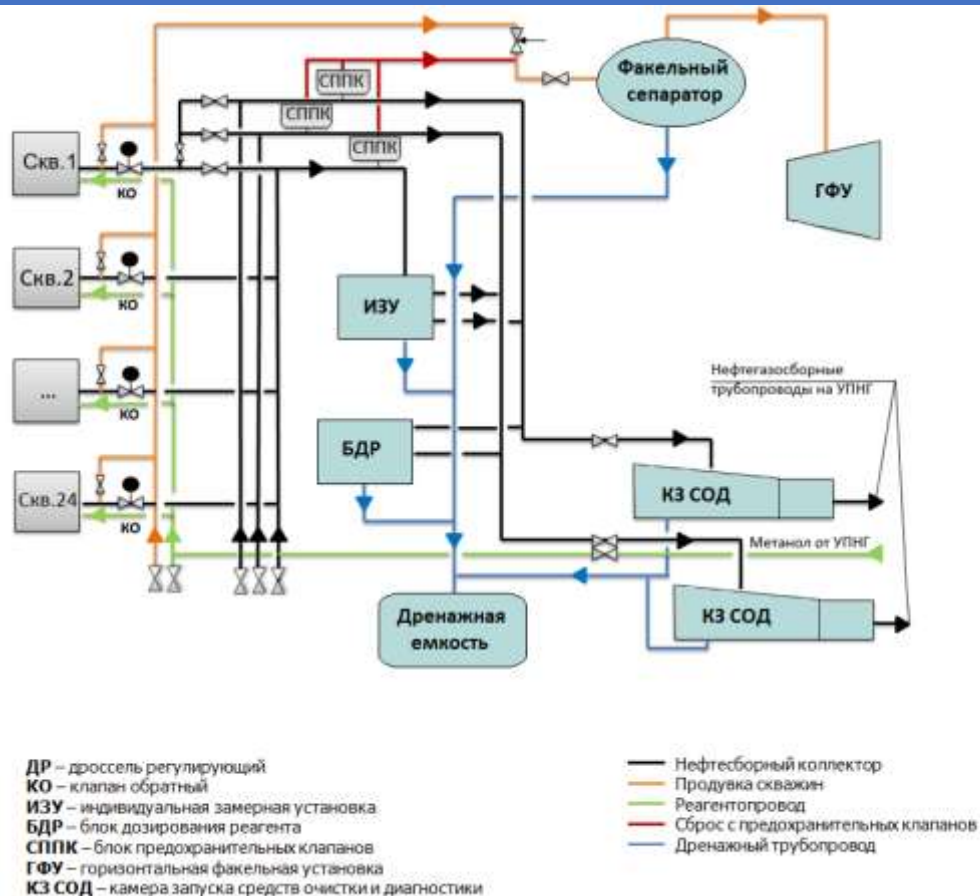 Факельный
сепаратор
СППК
СППК
СППК
Скв.1
КО
ГФУ
Скв.2
КО
ИЗУ
...
КО
Нефтегазосборные
трубопроводы на УПНГ
БДР
Скв.24
КО
КЗ СОД
Метанол от УПНГ
КЗ СОД
Дренажная
емкость
ДР – дроссель регулирующий
КО – клапан обратный
ИЗУ – индивидуальная замерная установка
БДР – блок дозирования реагента
СППК – блок предохранительных клапанов
ГФУ – горизонтальная факельная установка
КЗ СОД – камера запуска средств очистки и диагностики
Нефтесборный коллектор
Продувка скважин
Реагентопровод
Сброс с предохранительных клапанов
Дренажный трубопровод